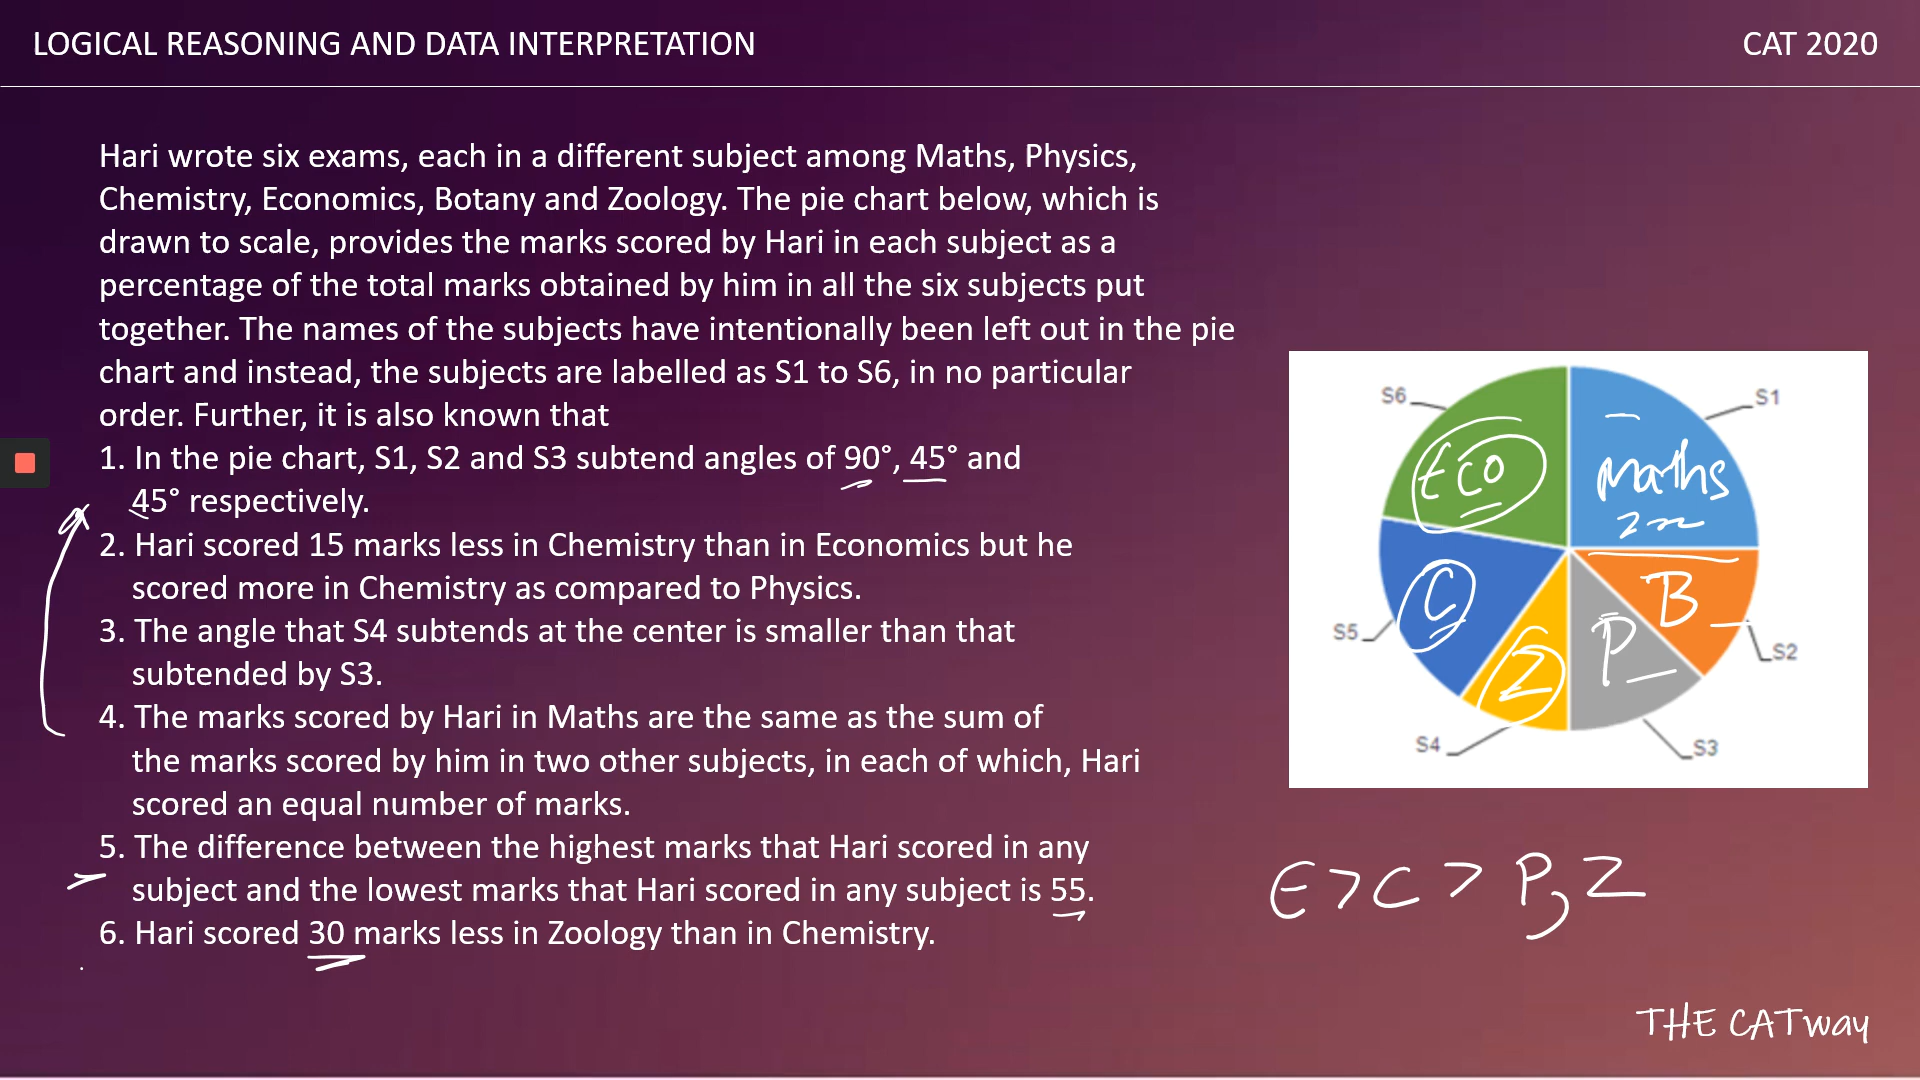 LOGICAL REASONING AND DATA INTERPRETATION
CAT 2020
Hari wrote six exams, each in a different subject among Maths, Physics,
Chemistry, Economics, Botany and Zoology. The pie chart below, which is
drawn to scale, provides the marks scored by Hari in each subject as a
percentage of the total marks obtained by him in all the six subjects put
together. The names of the subjects have intentionally been left out in the pie
chart and instead, the subjects are labelled as S1 to S6, in no particular
order. Further, it is also known that
1. In the pie chart, S1, S2 and S3 subtend angles of 90°, 45° and
45° respectively.
2. Hari scored 15 marks less in Chemistry than in Economics but he
scored more in Chemistry as compared to Physics.
3. The angle that S4 subtends at the center is smaller than that
subtended by S3.
4. The marks scored by Hari in Maths are the same as the sum of
the marks scored by him in two other subjects, in each of which, Hari
scored an equal number of marks.
5. The difference between the highest marks that Hari scored in any
subject and the lowest marks that Hari scored in any subject is 55.
6. Hari scored 30 marks less in Zoology than in Chemistry.
S6
S1
Eco
Maths
2x
C
B
P
Z
S5
S2
S4
S3
E > C > P, Z
THE CATway